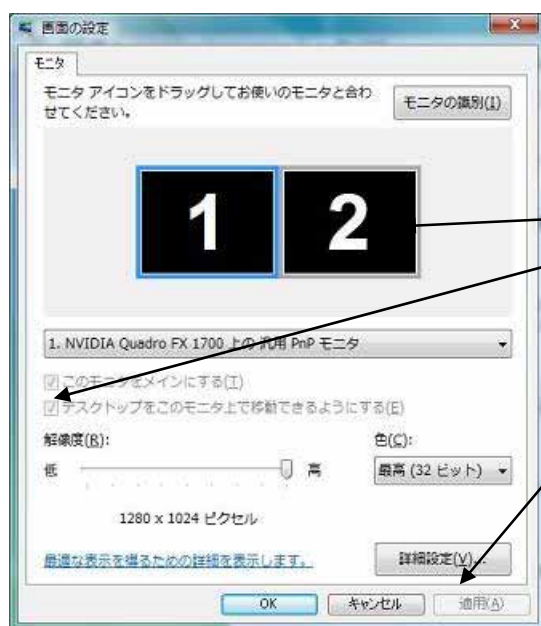 画面の設定
モニタ
モニタ アイコンをドラッグしてお使いのモニタと合わ
せてください。
モニタの識別(I)
1
2
1. NVIDIA Quadro FX 1700 上の 汎用 PnP モニタ
このモニタをメインにする(I)
デスクトップをこのモニタ上で移動できるようにする(E)
解像度(R):
低
高
1280 x 1024 ピクセル
色(C):
最高 (32 ビット)
最適な表示を得るための詳細を表示します。
詳細設定(V)...
OK
キャンセル
適用(A)